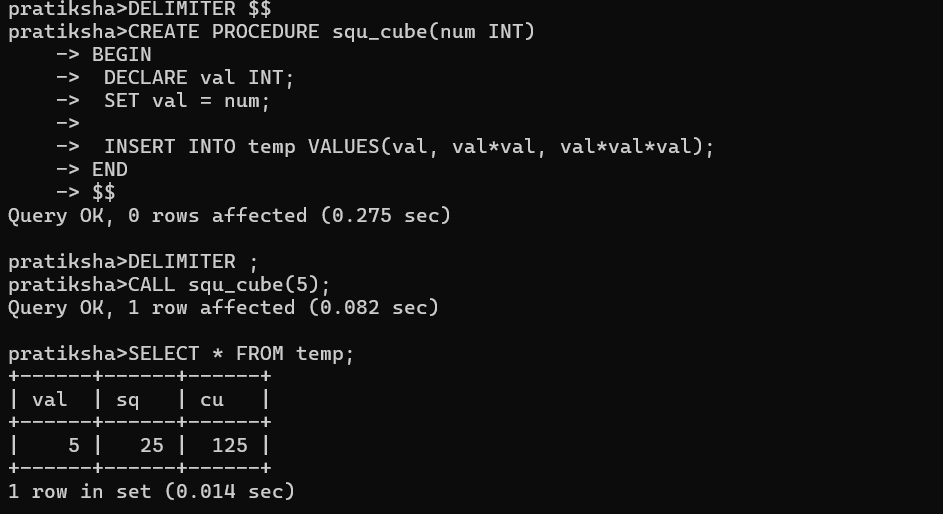 pratiksha>DELIMITER $$
pratiksha>CREATE PROCEDURE squ_cube(num INT)
    -> BEGIN
    ->  DECLARE val INT;
    ->  SET val = num;
    ->
    ->  INSERT INTO temp VALUES(val, val*val, val*val*val);
    -> END
    -> $$
Query OK, 0 rows affected (0.275 sec)

pratiksha>DELIMITER ;
pratiksha>CALL squ_cube(5);
Query OK, 1 row affected (0.082 sec)

pratiksha>SELECT * FROM temp;
+------+------+------+
| val  | sq   | cu   |
+------+------+------+
|    5 |   25 |  125 |
+------+------+------+
1 row in set (0.014 sec)